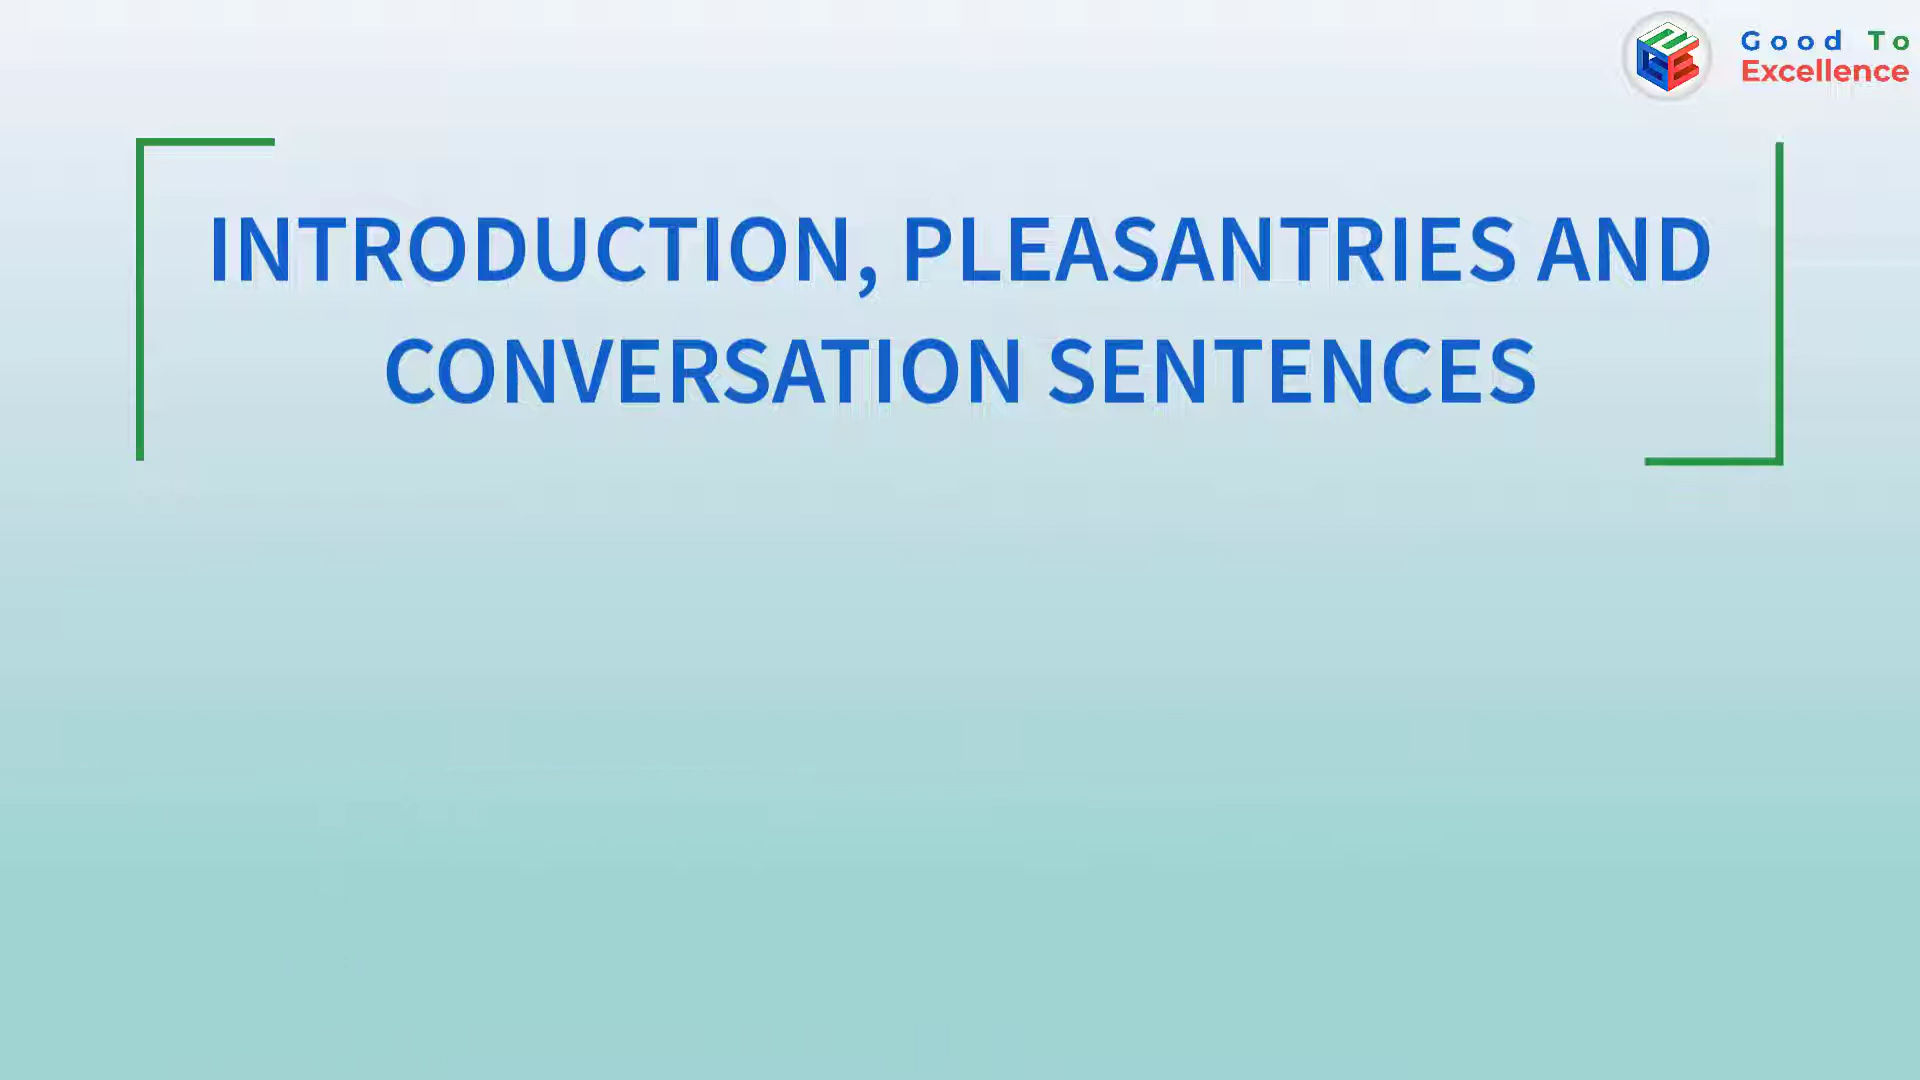 Good To
Excellence
INTRODUCTION, PLEASANTRIES AND
CONVERSATION SENTENCES